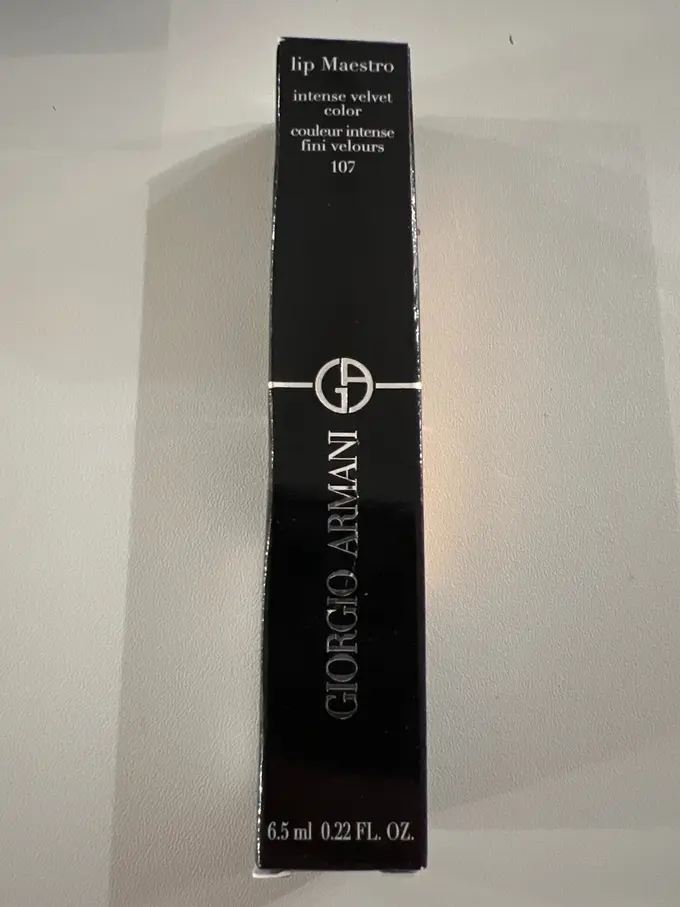 lip Maestro
intense velvet
color
couleur intense
fini velours
107
GA
GIORGIO ARMANI
6.5 ml 0.22 FL. OZ.